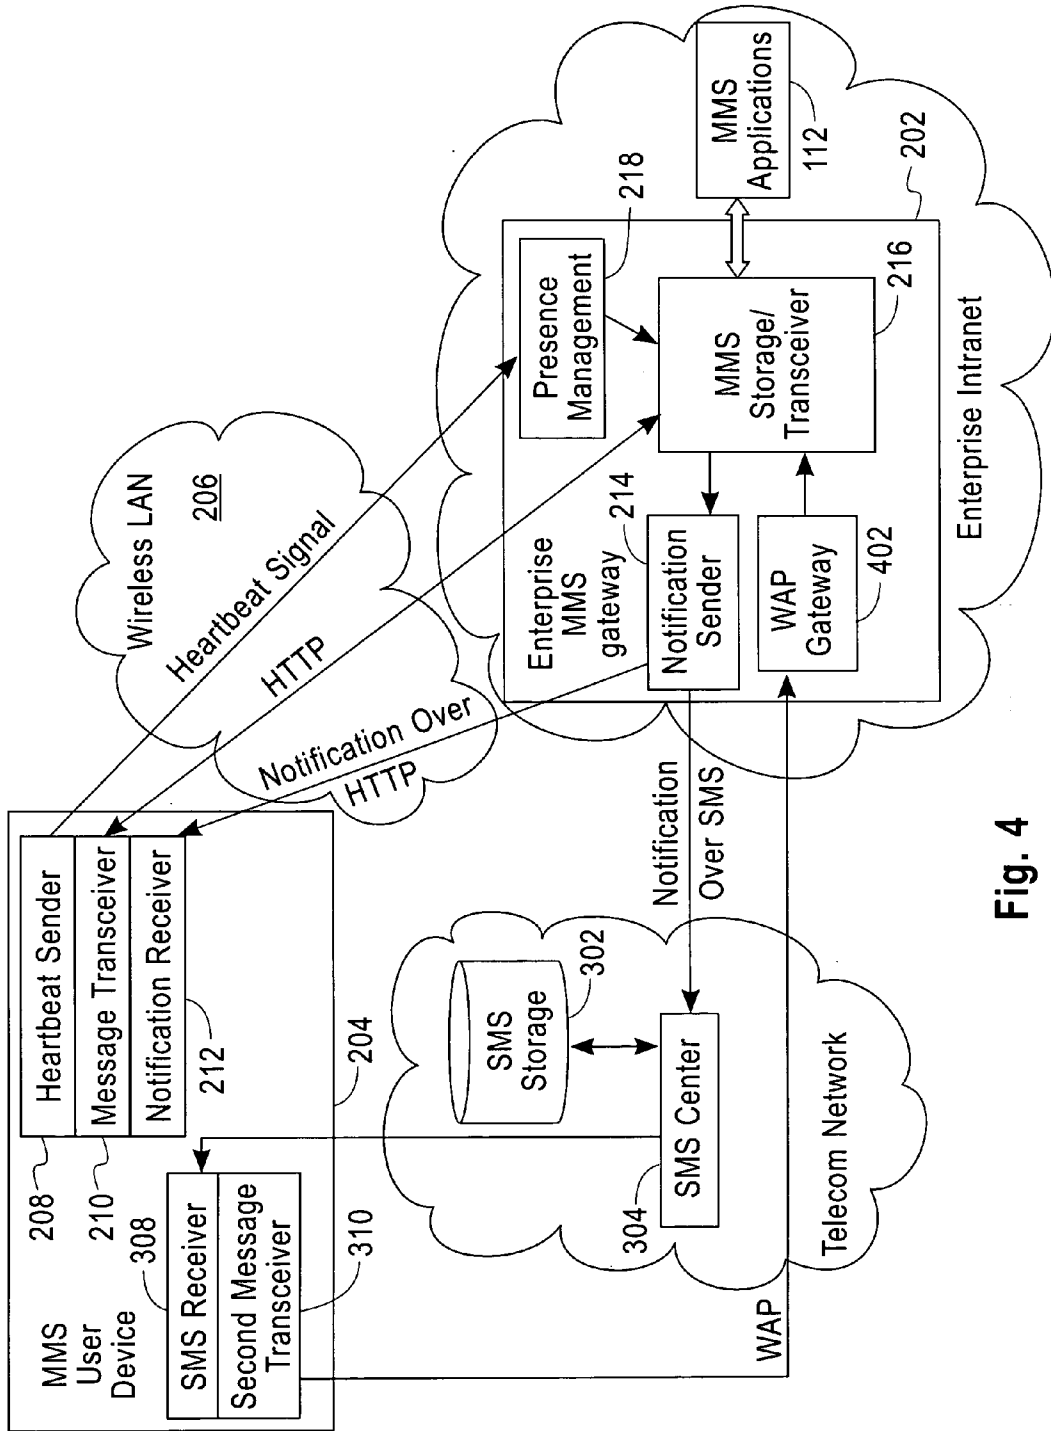 MMS
User
Device
308
SMS Receiver
Second Message
Transceiver
310
208
210
Heartbeat Sender
Message Transceiver
Notification Receiver
212
204
Wireless LAN
206
Heartbeat Signal
HTTP
Notification Over
HTTP
SMS
Storage
302
304
SMS Center
Telecom Network
Notification
Over SMS
WAP
Enterprise
MMS
gateway
214
Notification
Sender
WAP
Gateway
402
Presence
Management
218
MMS
Storage/
Transceiver
216
MMS
Applications
112
202
Enterprise Intranet
Fig. 4